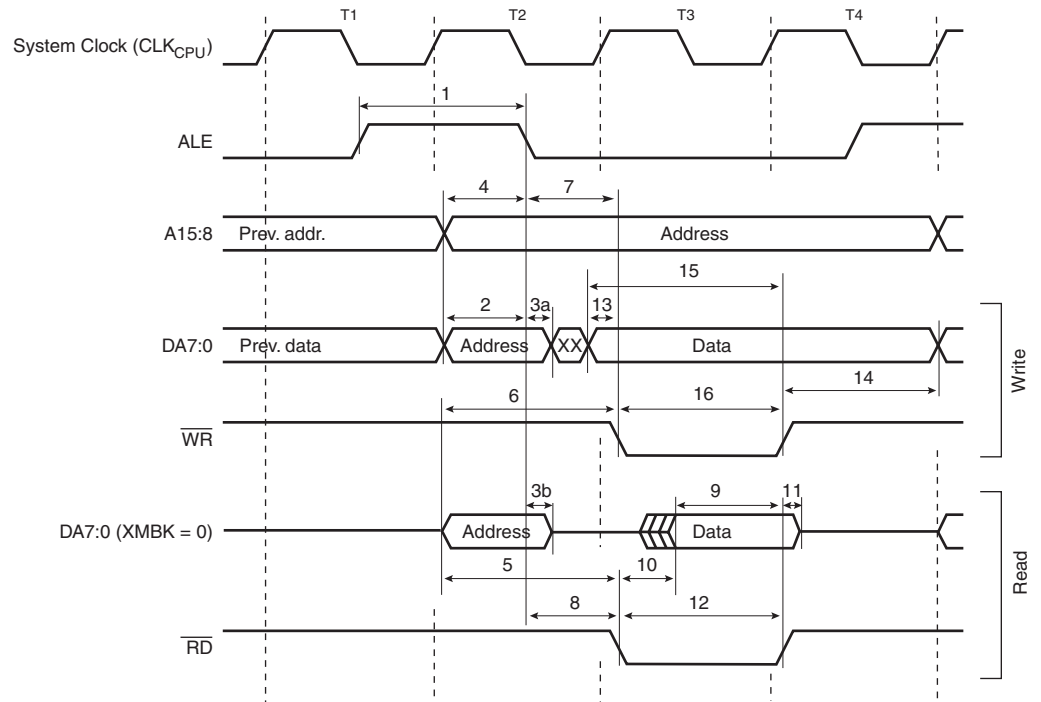 T1 T2 T3 T4
System Clock (CLKCPU)
1
ALE
4 7
A15:8 Prev. addr. Address
15
2 3a 13
DA7:0 Prev. data Address XX Data
14
6 16
WR
Write
3b 9 11
DA7:0 (XMBK = 0) Address Data
5 10
8 12
RD
Read